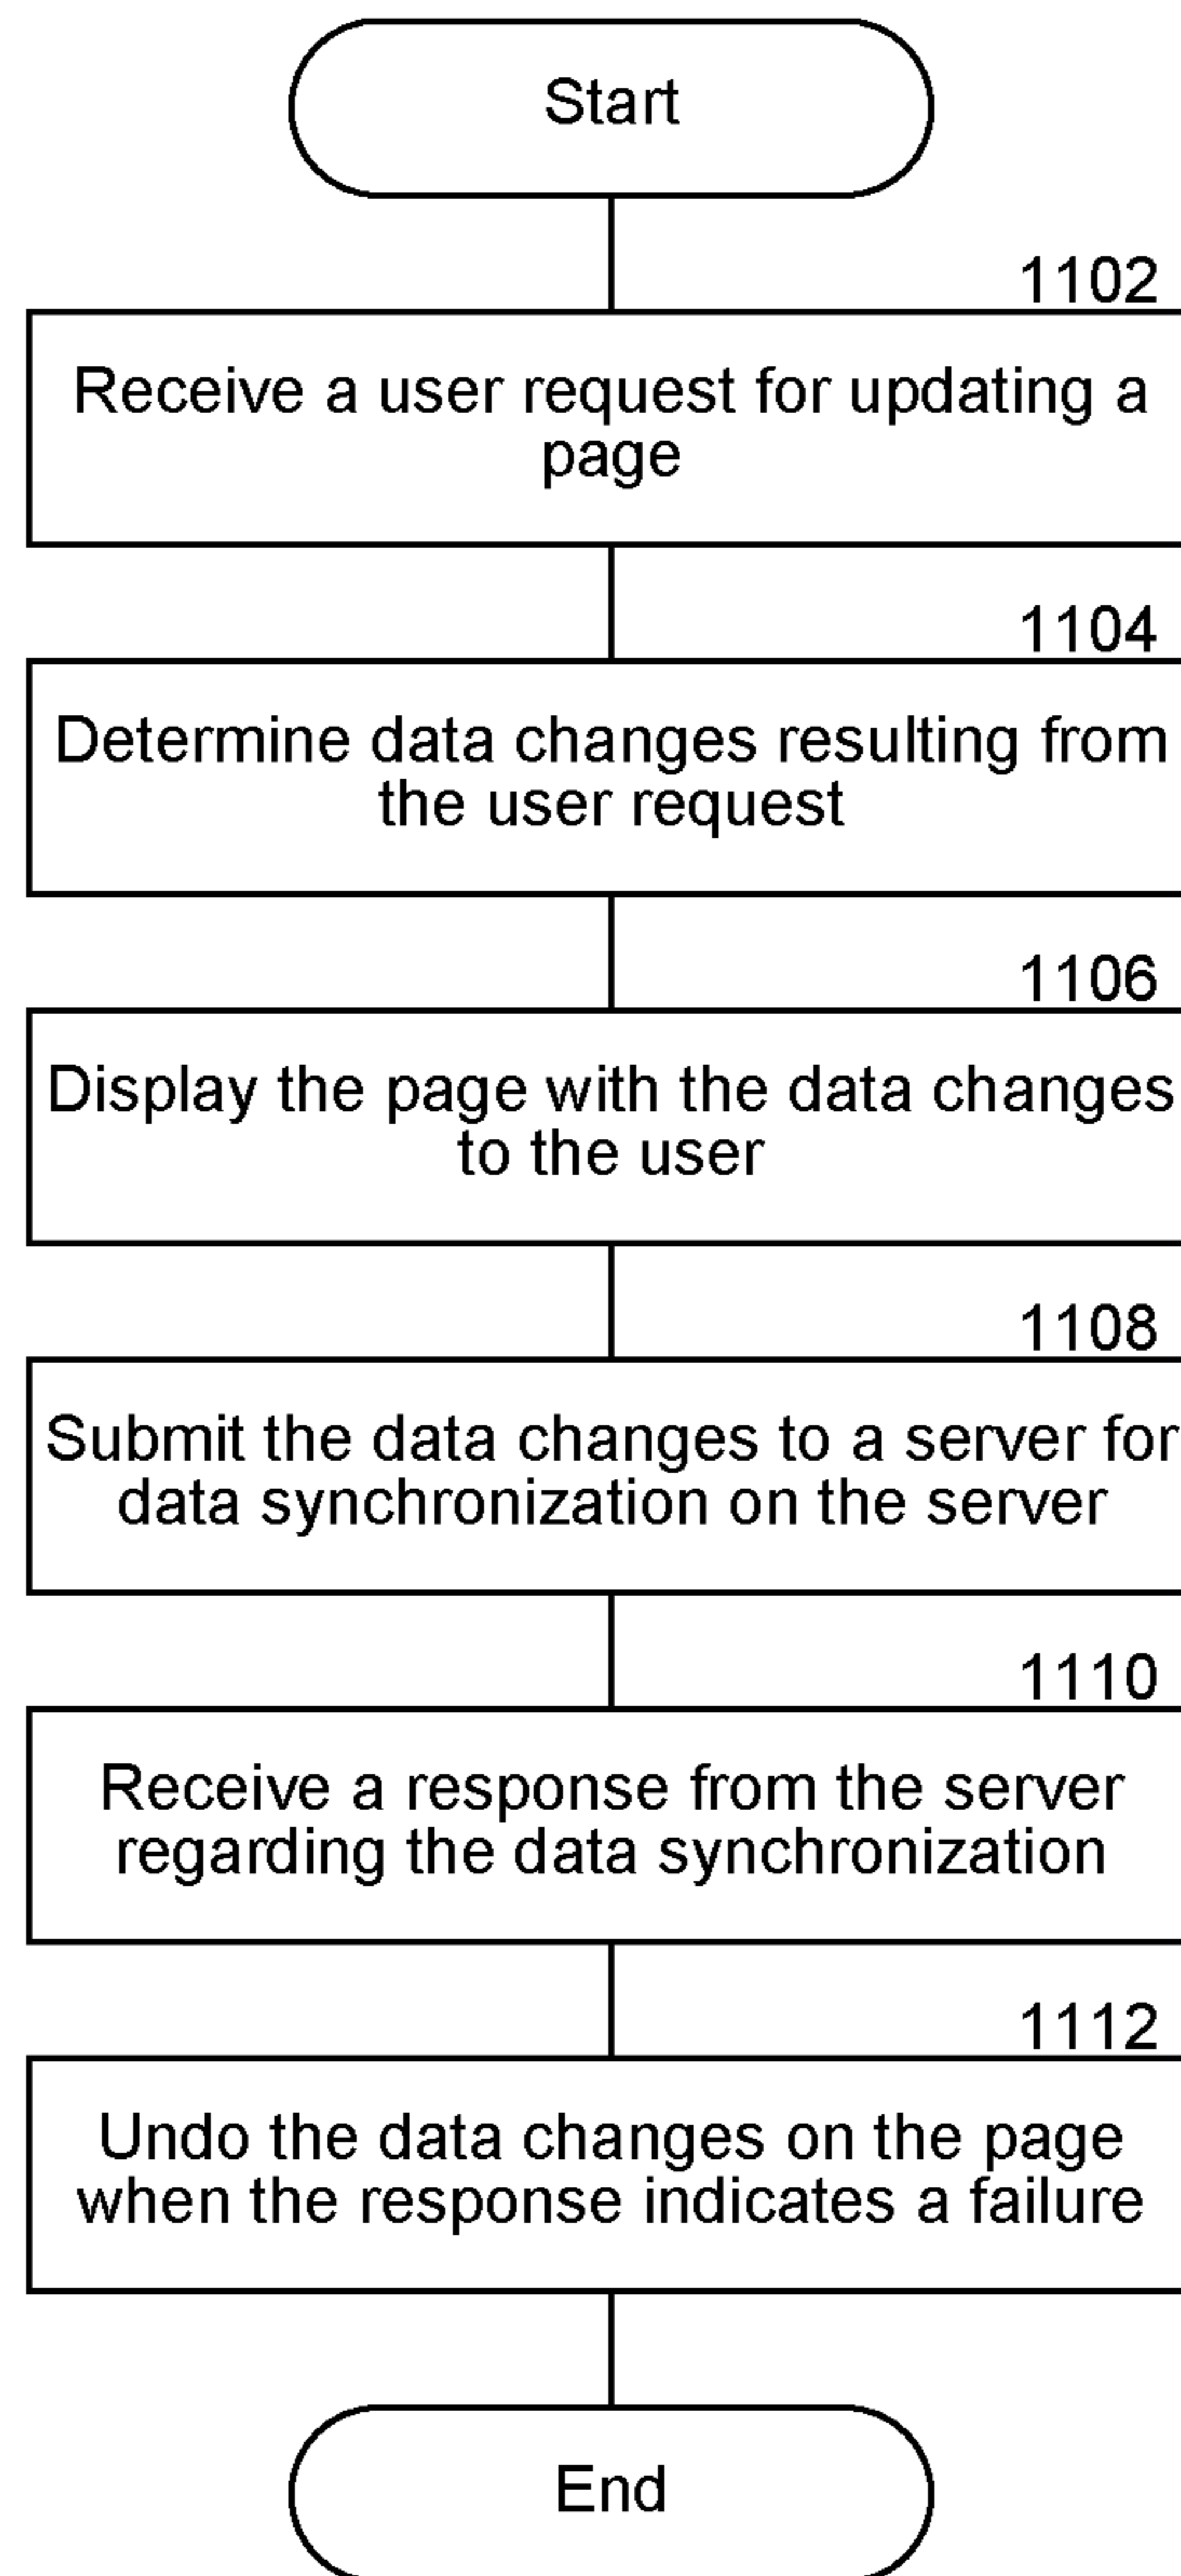 Start
1102
Receive a user request for updating a
page
1104
Determine data changes resulting from
the user request
1106
Display the page with the data changes
to the user
1108
Submit the data changes to a server for
data synchronization on the server
1110
Receive a response from the server
regarding the data synchronization
1112
Undo the data changes on the page
when the response indicates a failure
End